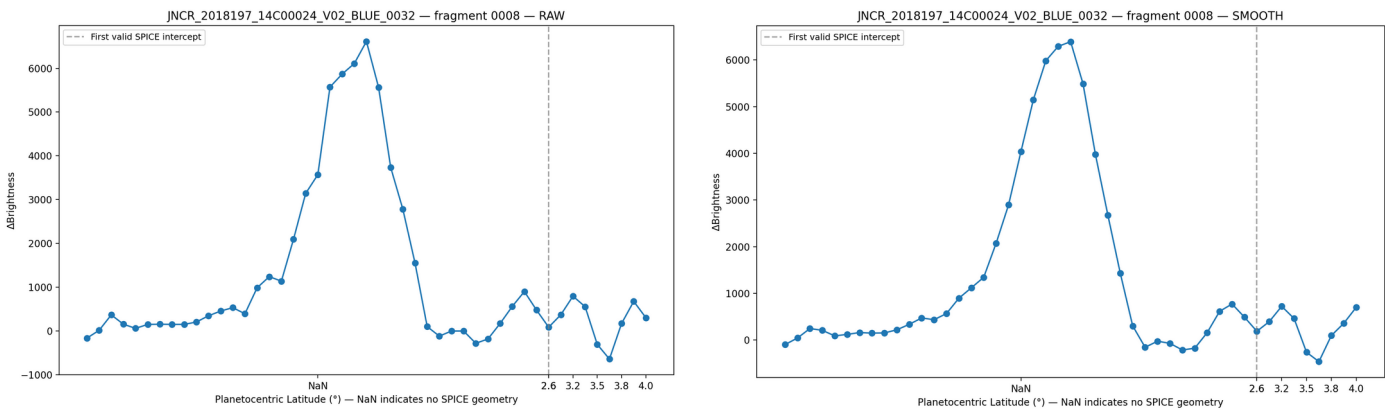 JNCR_2018197_14C00024_V02_BLUE_0032 — fragment 0008 — RAW
First valid SPICE intercept
ΔBrightness
6000
5000
4000
3000
2000
1000
0
−1000
NaN
2.6 3.2 3.5 3.8 4.0
Planetocentric Latitude (°) — NaN indicates no SPICE geometry
JNCR_2018197_14C00024_V02_BLUE_0032 — fragment 0008 — SMOOTH
First valid SPICE intercept
ΔBrightness
6000
5000
4000
3000
2000
1000
0
NaN
2.6 3.2 3.5 3.8 4.0
Planetocentric Latitude (°) — NaN indicates no SPICE geometry